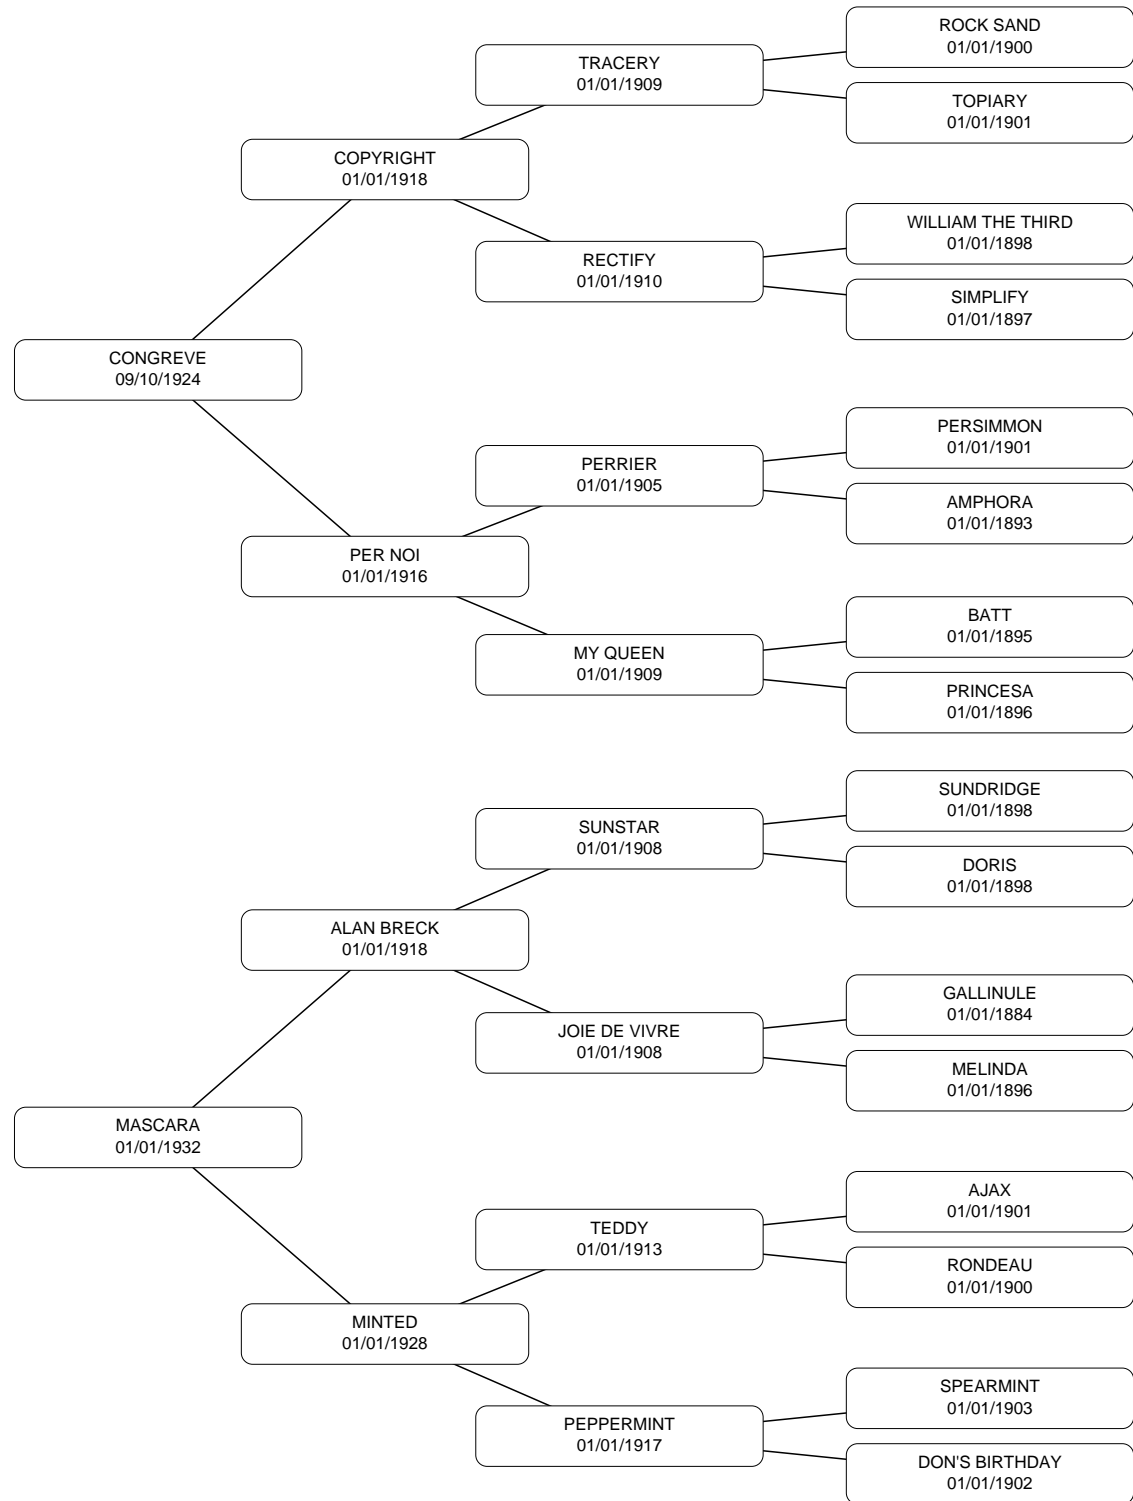 ROCK SAND
01/01/1900
TRACERY
01/01/1909
TOPIARY
01/01/1901
COPYRIGHT
01/01/1918
WILLIAM THE THIRD
01/01/1898
RECTIFY
01/01/1910
SIMPLIFY
01/01/1897
CONGREVE
09/10/1924
PERSIMMON
01/01/1901
PERRIER
01/01/1905
AMPHORA
01/01/1893
PER NOI
01/01/1916
BATT
01/01/1895
MY QUEEN
01/01/1909
PRINCESA
01/01/1896
SUNDRIDGE
01/01/1898
SUNSTAR
01/01/1908
DORIS
01/01/1898
ALAN BRECK
01/01/1918
GALLINULE
01/01/1884
JOIE DE VIVRE
01/01/1908
MELINDA
01/01/1896
MASCARA
01/01/1932
AJAX
01/01/1901
TEDDY
01/01/1913
RONDEAU
01/01/1900
MINTED
01/01/1928
SPEARMINT
01/01/1903
PEPPERMINT
01/01/1917
DON'S BIRTHDAY
01/01/1902